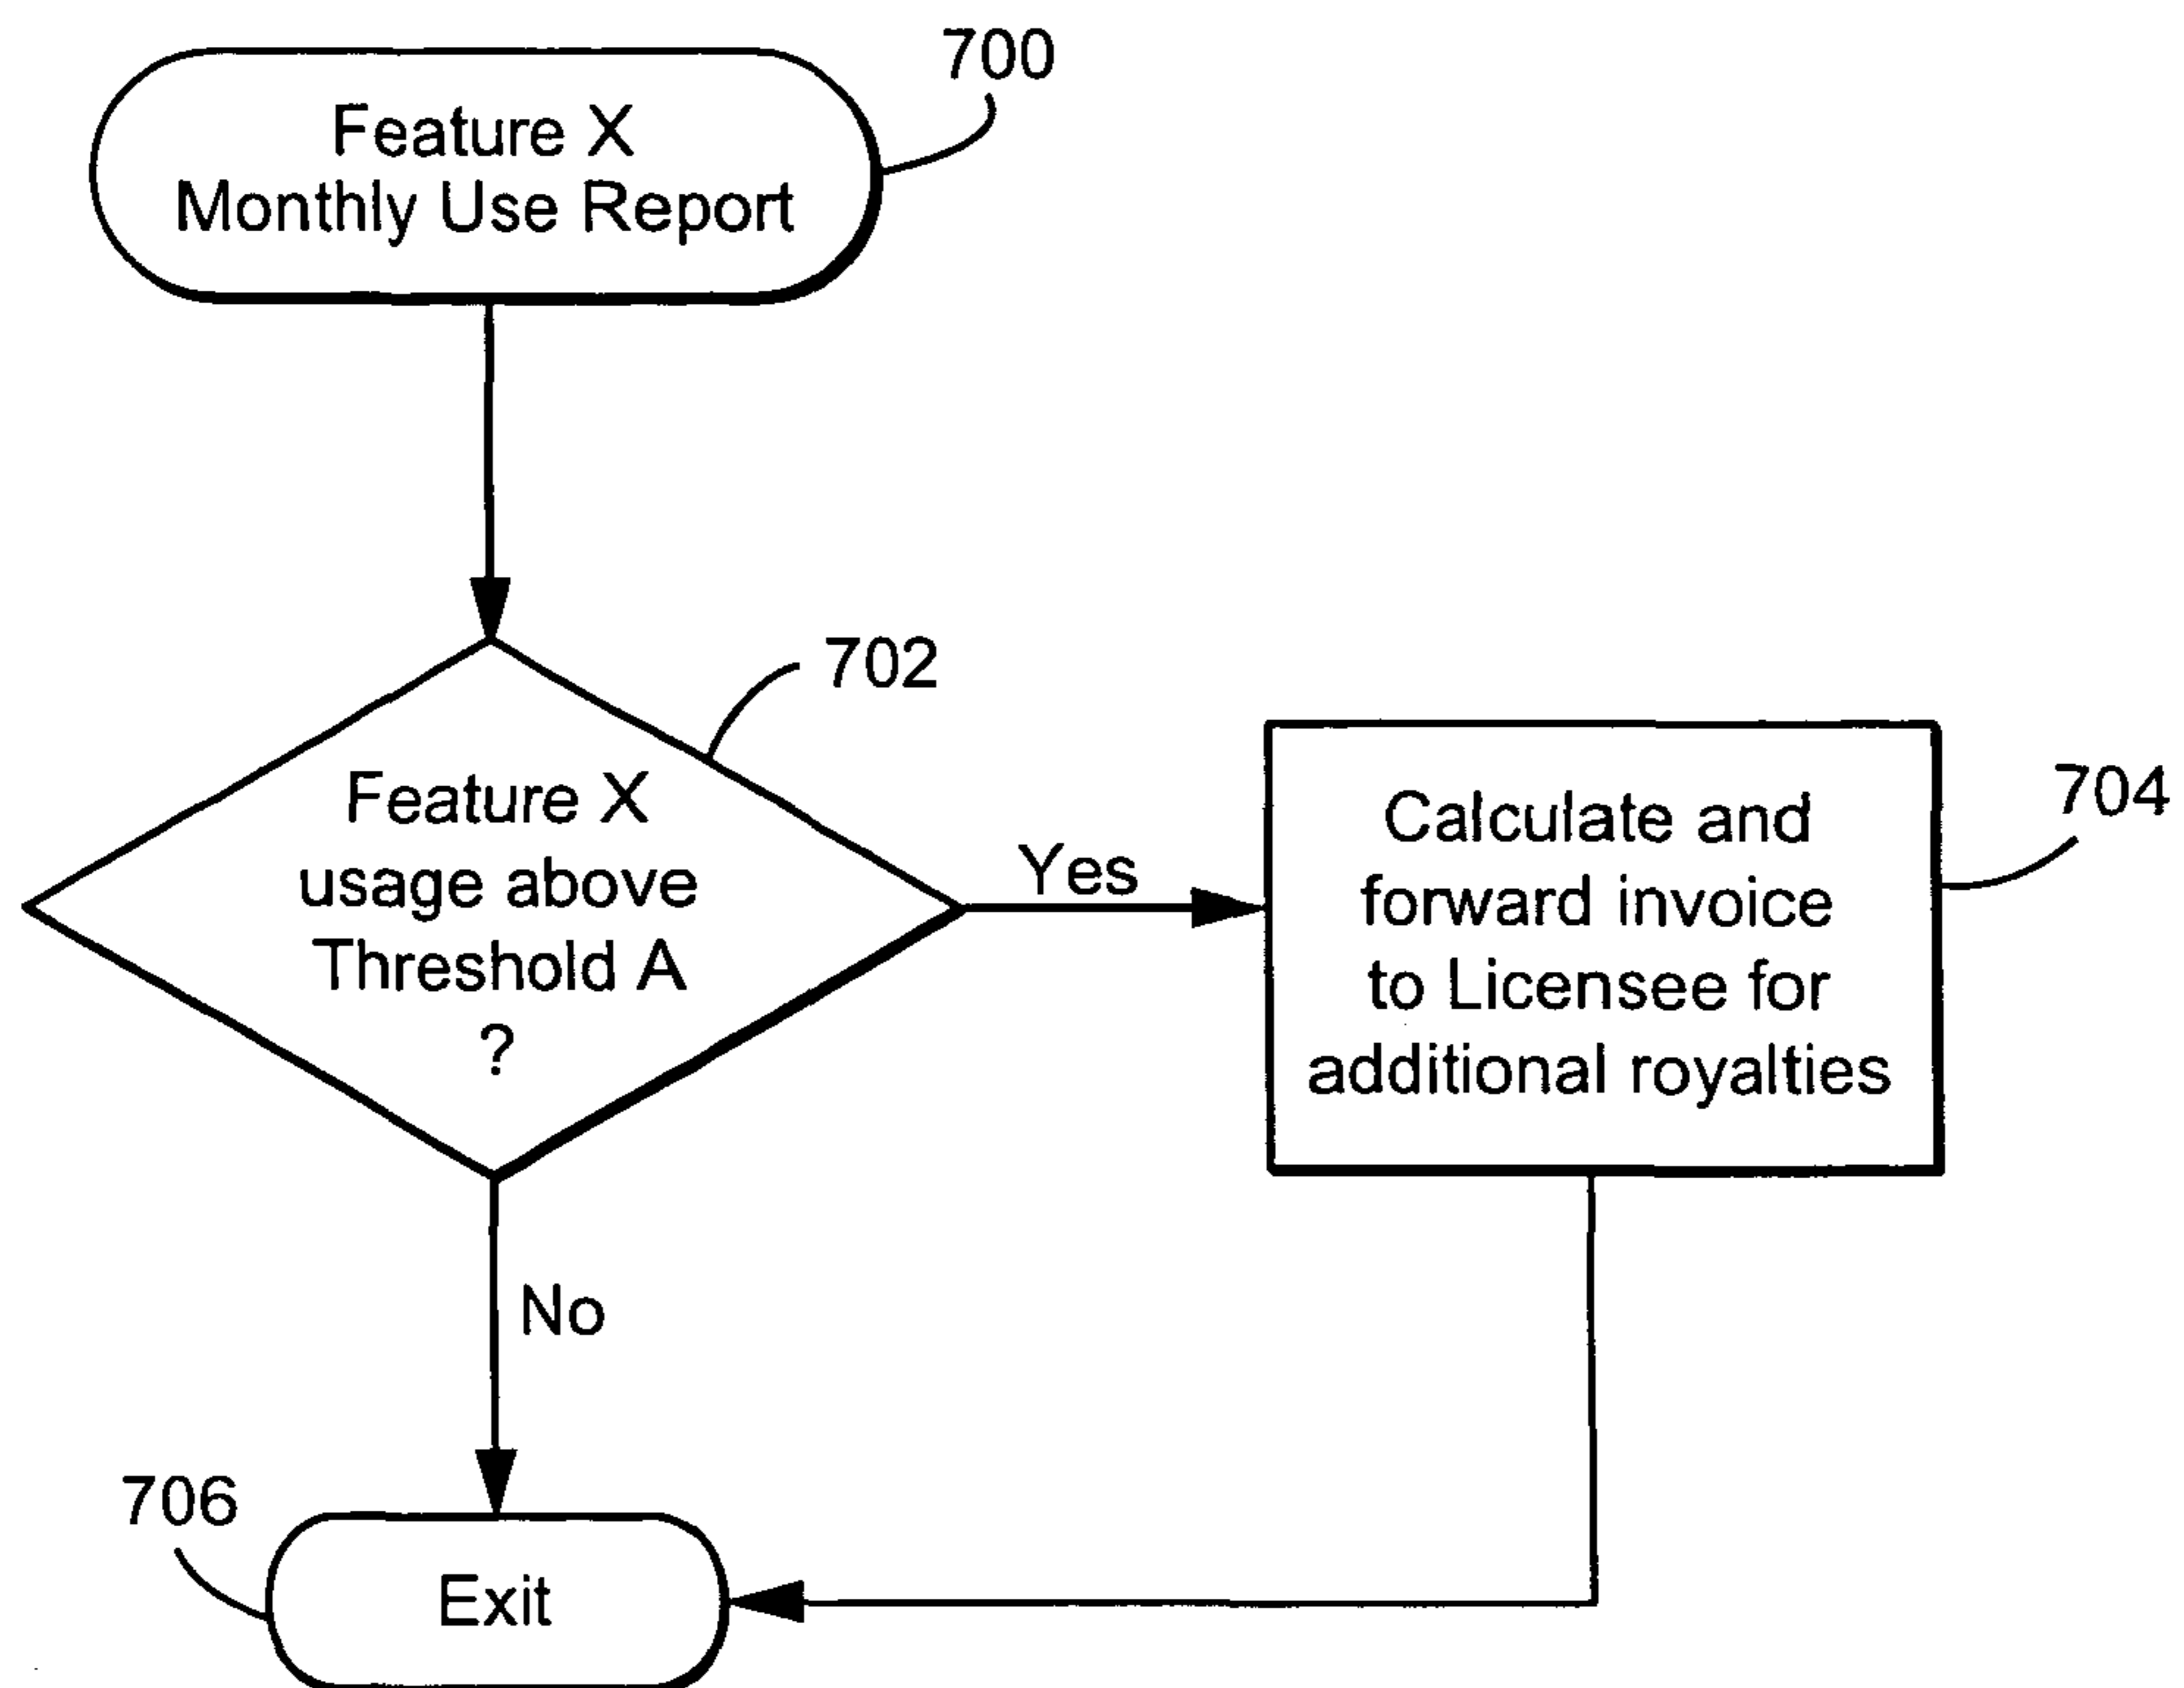 700
Feature X
Monthly Use Report
702
Feature X
usage above
Threshold A
?
Yes
704
Calculate and
forward invoice
to Licensee for
additional royalties
No
706
Exit